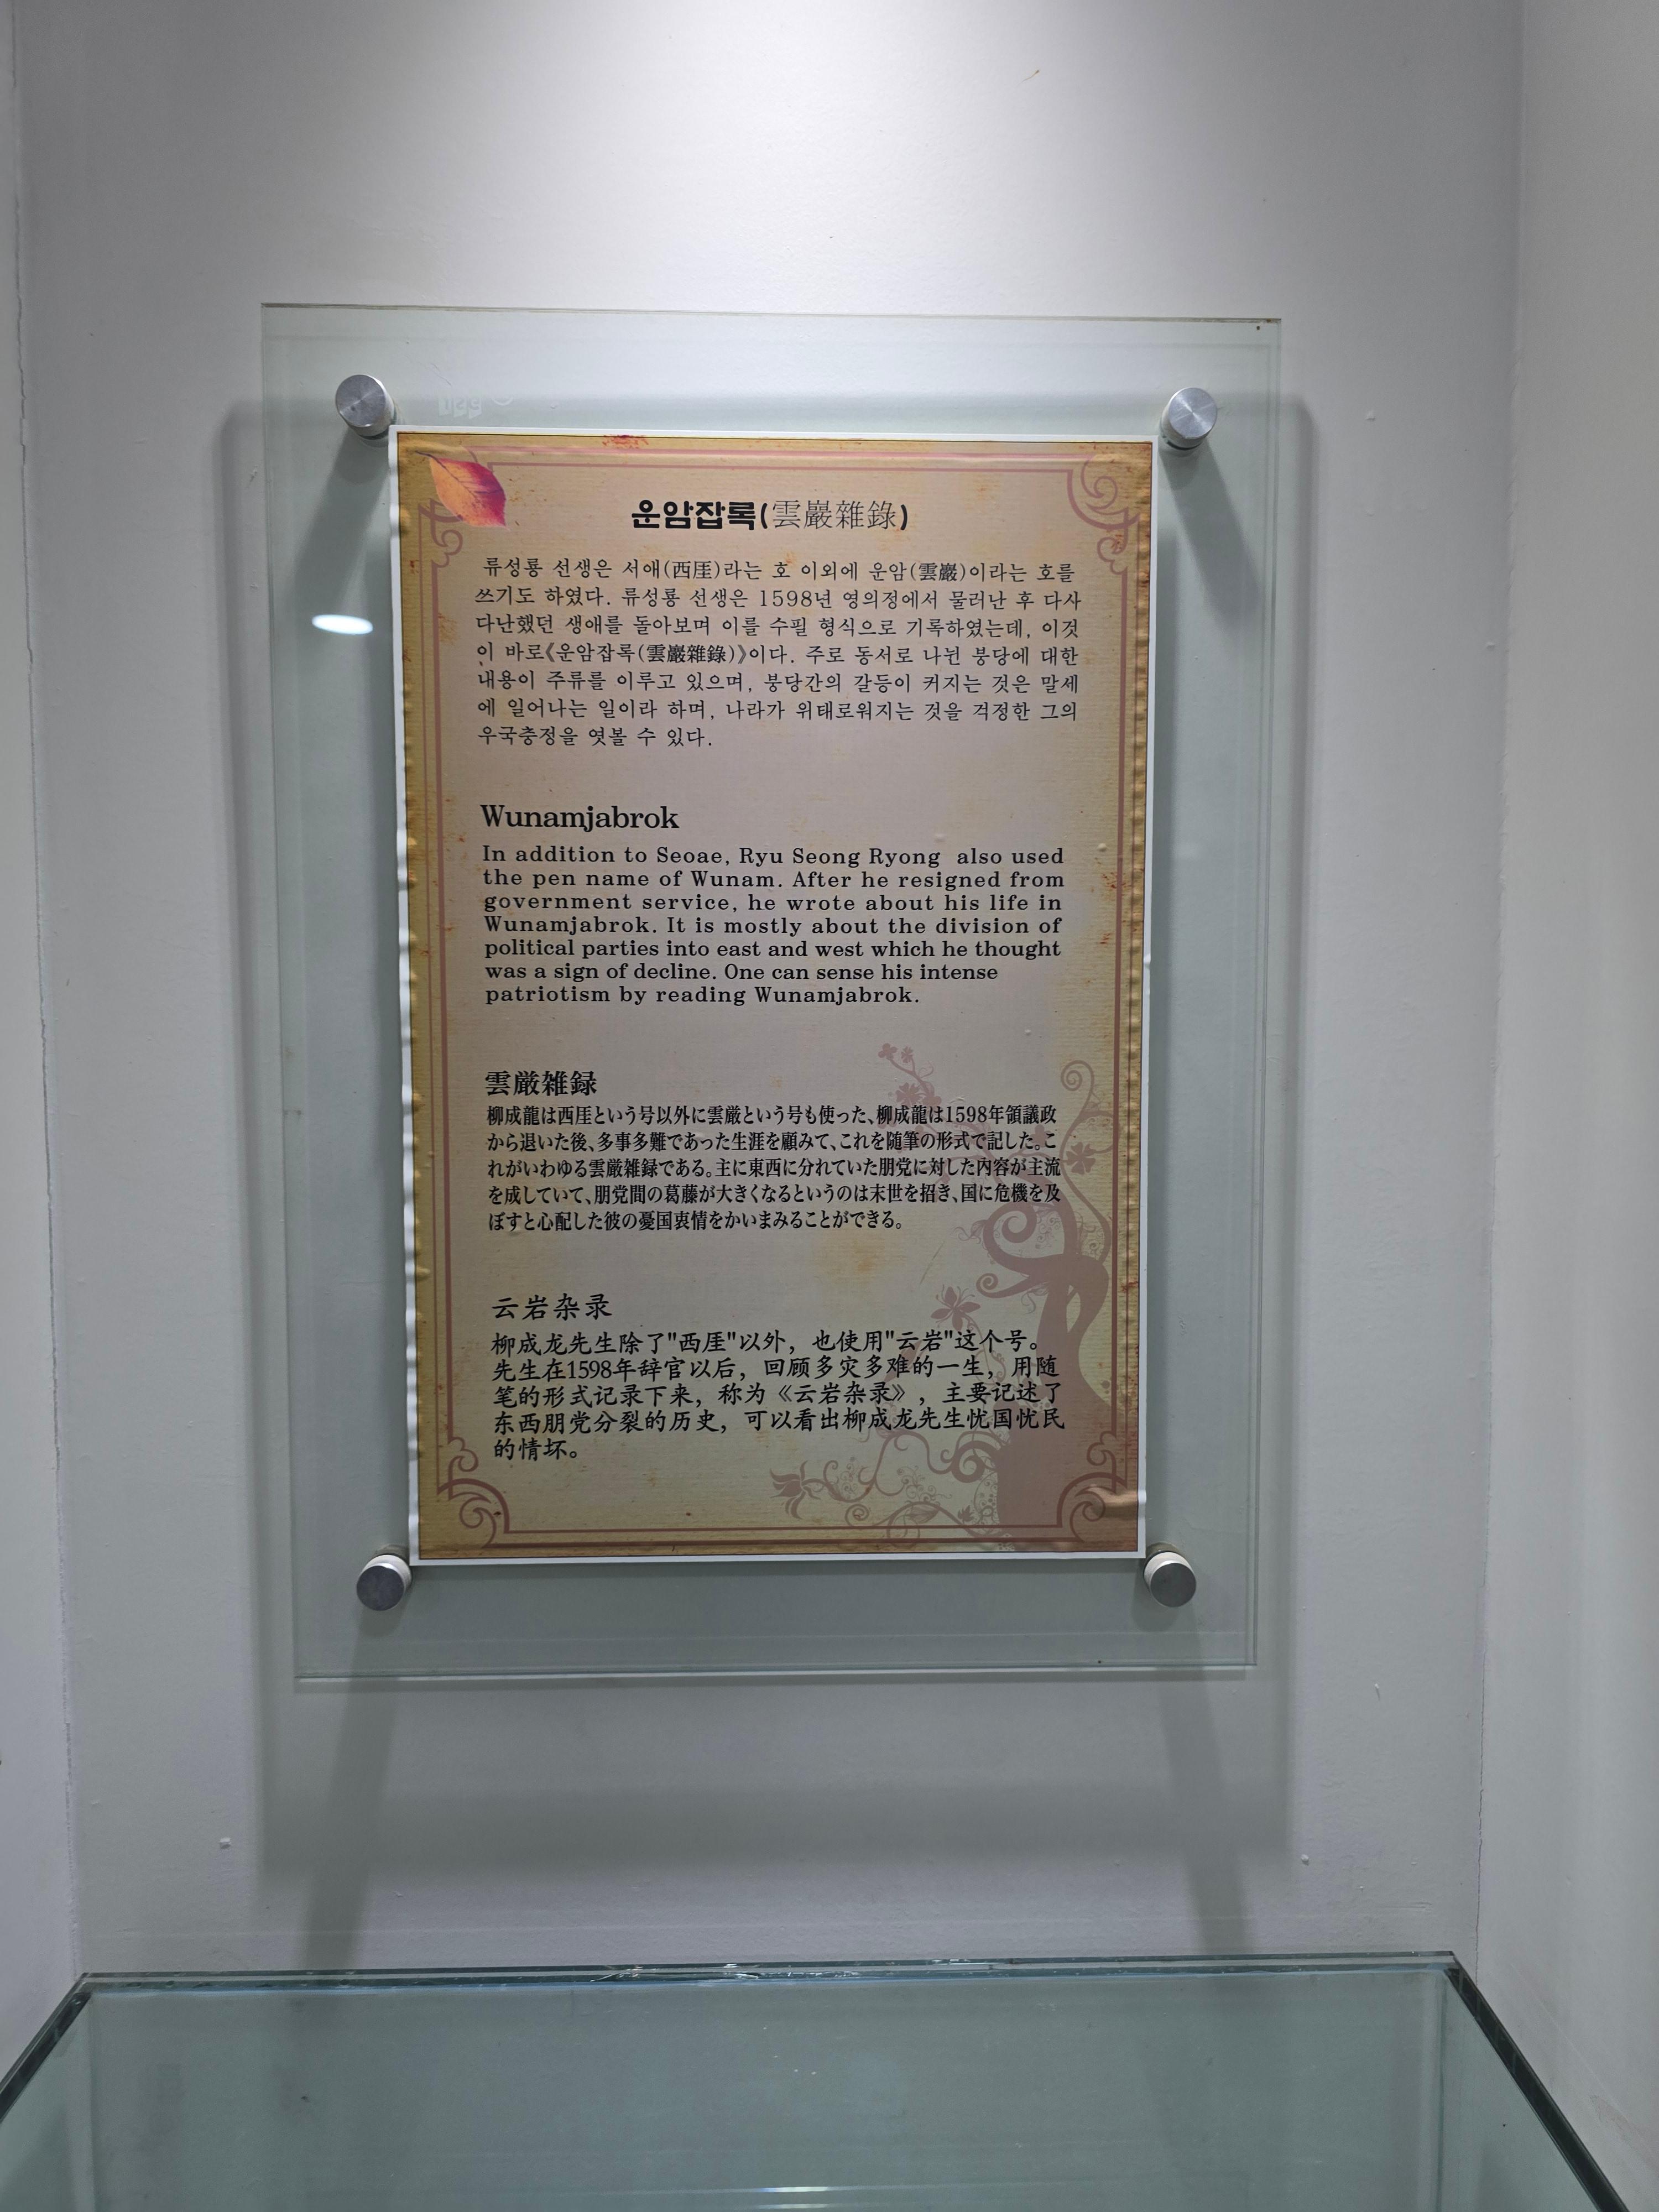 운암잡록(雲巖雜錄)
류성룡 선생은 서애(西厓)라는 호 이외에 운암(雲巖)이라는 호를
쓰기도 하였다. 류성룡 선생은 1598년 영의정에서 물러난 후 다사
다난했던 생애를 돌아보며 이를 수필 형식으로 기록하였는데, 이것
이 바로《운암잡록(雲巖雜錄)》이다. 주로 동서로 나뉜 붕당에 대한
내용이 주류를 이루고 있으며, 붕당간의 갈등이 커지는 것은 말세
에 일어나는 일이라 하며, 나라가 위태로워지는 것을 걱정한 그의
우국충정을 엿볼 수 있다.
Wunamjabrok
In addition to Seoae, Ryu Seong Ryong also used
the pen name of Wunam. After he resigned from
government service, he wrote about his life in
Wunamjabrok. It is mostly about the division of
political parties into east and west which he thought
was a sign of decline. One can sense his intense
patriotism by reading Wunamjabrok.
雲厳雑録
柳成龍は西厓という号以外に雲厳という号も使った、柳成龍は1598年領議政
から退いた後、多事多難であった生涯を顧みて、これを随筆の形式で記した。こ
れがいわゆる雲厳雑録である。主に東西に分れていた朋党に対した内容が主流
を成していて、朋党間の葛藤が大きくなるというのは末世を招き、国に危機を及
ぼすと心配した彼の憂国衷情をかいまみることができる。
云岩杂录
柳成龙先生除了"西厓"以外，也使用"云岩"这个号。
先生在1598年辞官以后，回顾多灾多难的一生，用随
笔的形式记录下来，称为《云岩杂录》，主要记述了
东西朋党分裂的历史，可以看出柳成龙先生忧国忧民
的情坏。